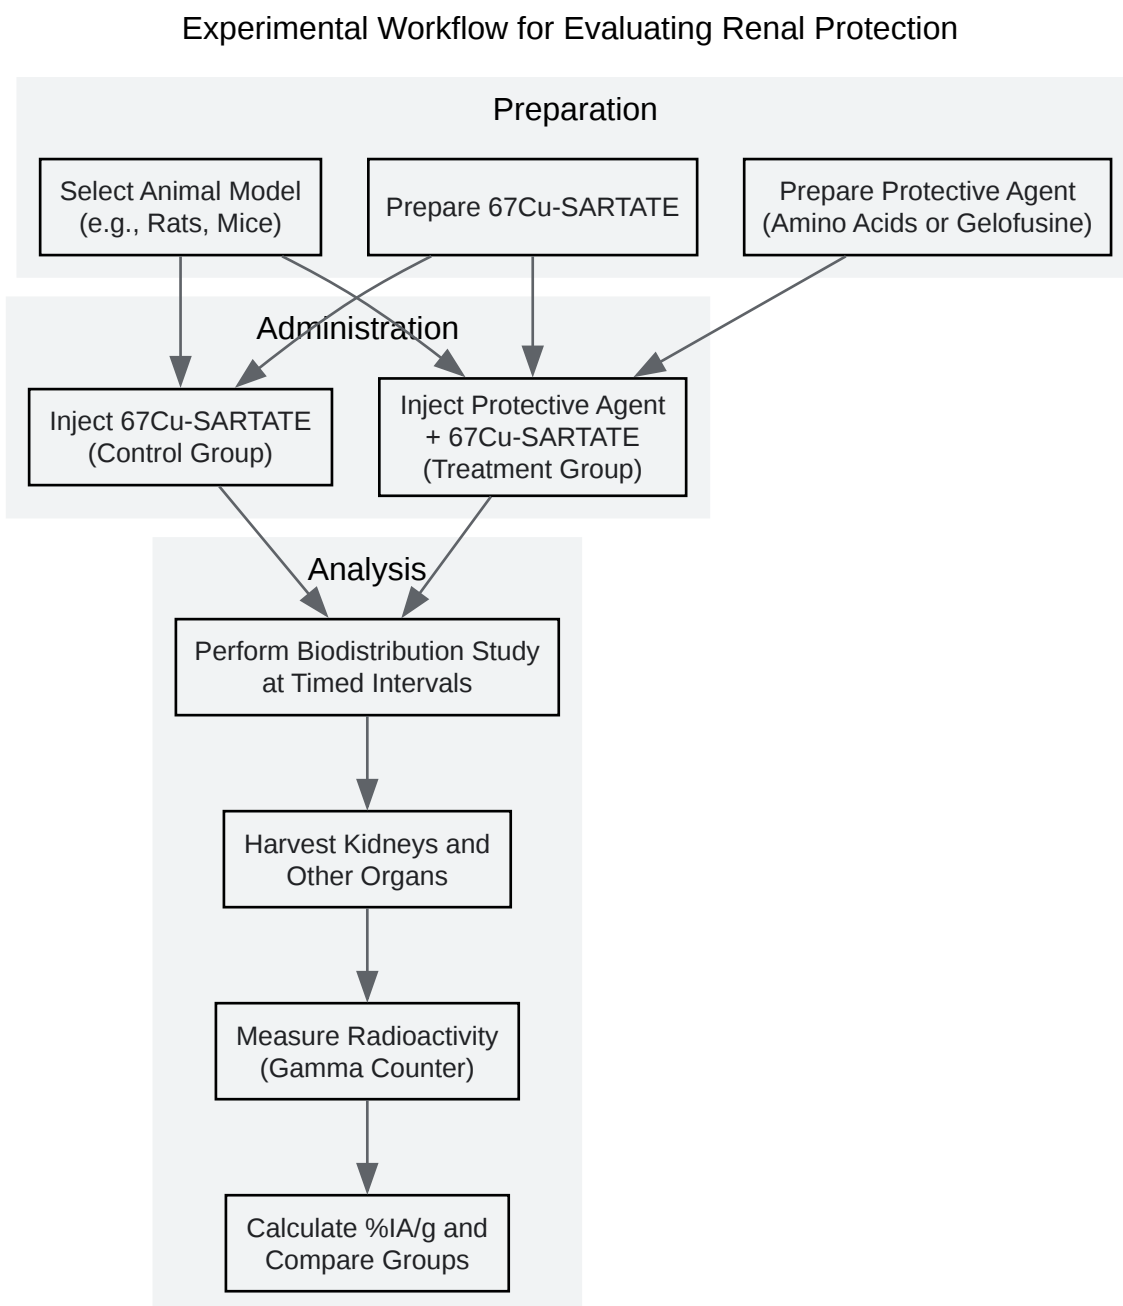 Experimental Workflow for Evaluating Renal Protection
Preparation
Select Animal Model
(e.g., Rats, Mice)
Prepare 67Cu-SARTATE
Prepare Protective Agent
(Amino Acids or Gelofusine)
Administration
Inject 67Cu-SARTATE
(Control Group)
Inject Protective Agent
+ 67Cu-SARTATE
(Treatment Group)
Analysis
Perform Biodistribution Study
at Timed Intervals
Harvest Kidneys and
Other Organs
Measure Radioactivity
(Gamma Counter)
Calculate %IA/g and
Compare Groups